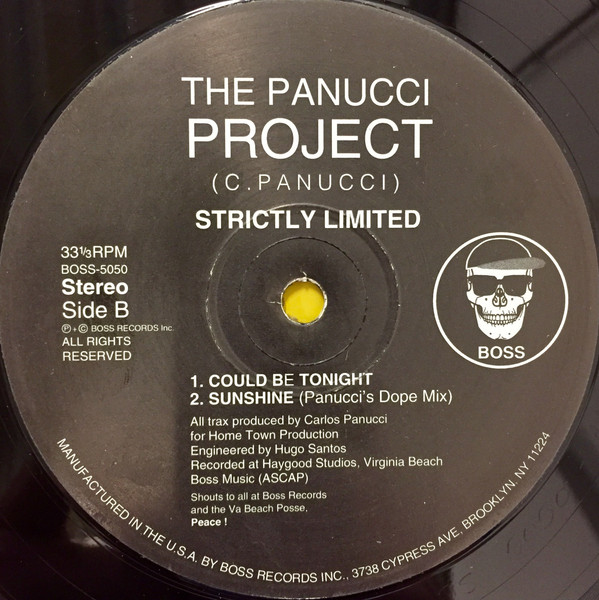 THE PANUCCI
PROJECT
(C.PANUCCI)
STRICTLY LIMITED
33⅓RPM
BOSS-5050
Stereo
Side B
℗+© BOSS RECORDS Inc.
ALL RIGHTS
RESERVED
BOSS
1. COULD BE TONIGHT
2. SUNSHINE (Panucci's Dope Mix)
All trax produced by Carlos Panucci
for Home Town Production
Engineered by Hugo Santos
Recorded at Haygood Studios, Virginia Beach
Boss Music (ASCAP)
Shouts to all at Boss Records
and the Va Beach Posse,
Peace !
MANUFACTURED IN THE U.S.A. BY BOSS RECORDS INC., 3738 CYPRESS AVE, BROOKLYN. NY 11224